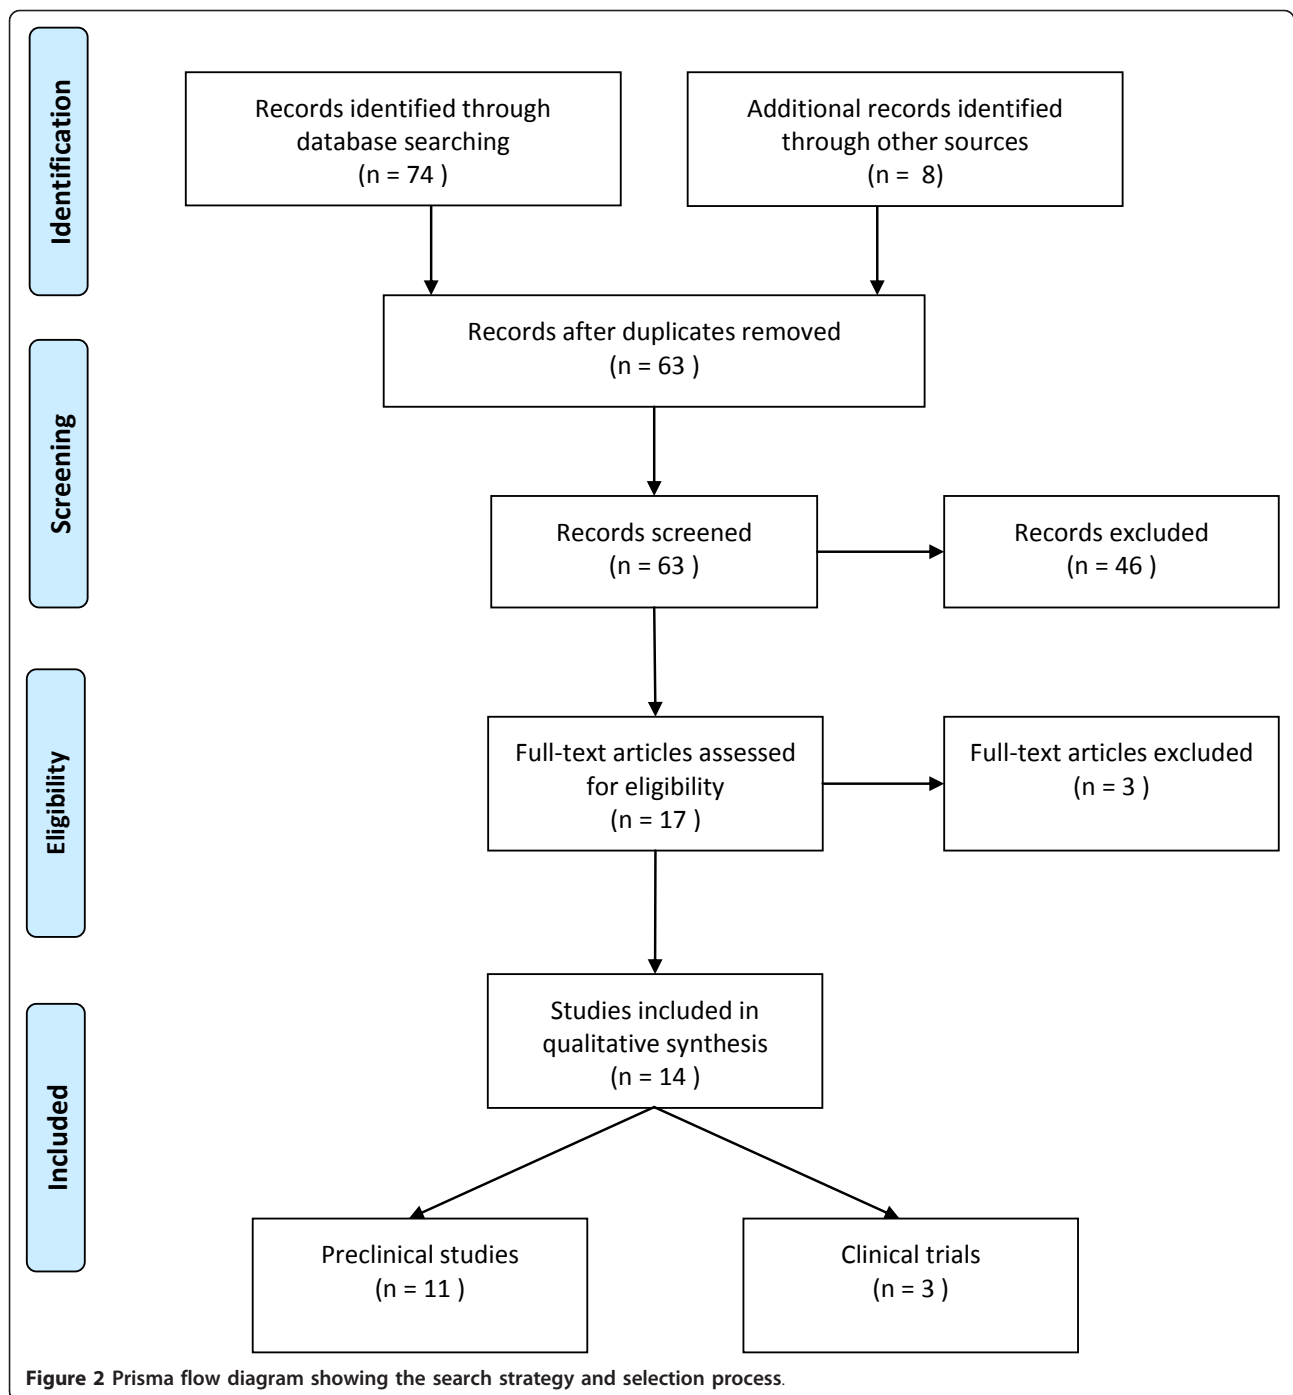 Identification
Records identified through
database searching
(n = 74 )
Additional records identified
through other sources
(n =  8)
Records after duplicates removed
(n = 63 )
Screening
Records screened
(n = 63 )
Records excluded
(n = 46 )
Eligibility
Full-text articles assessed
for eligibility
(n = 17 )
Full-text articles excluded
(n = 3 )
Included
Studies included in
qualitative synthesis
(n = 14 )
Preclinical studies
(n = 11 )
Clinical trials
(n = 3 )
Figure 2 Prisma flow diagram showing the search strategy and selection process.